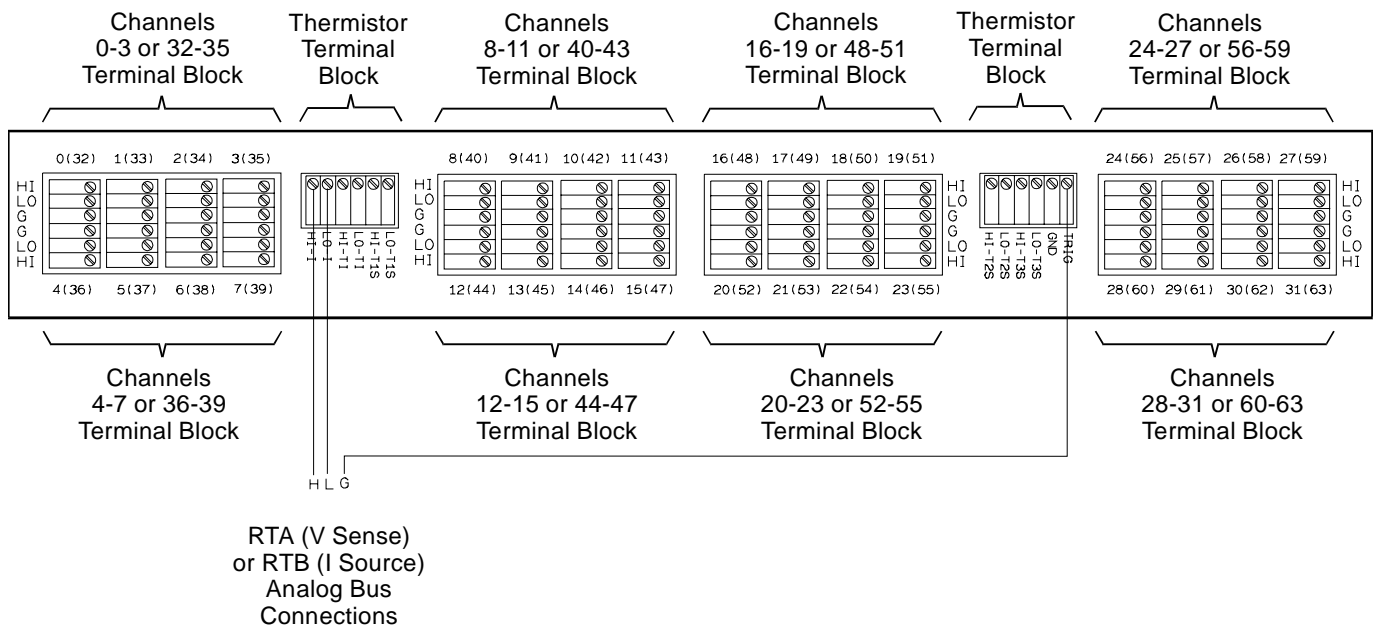 Channels
0-3 or 32-35
Terminal Block
Thermistor
Terminal
Block
Channels
8-11 or 40-43
Terminal Block
Channels
16-19 or 48-51
Terminal Block
Thermistor
Terminal
Block
Channels
24-27 or 56-59
Terminal Block
0(32) 1(33) 2(34) 3(35)
8(40) 9(41) 10(42) 11(43)
16(48) 17(49) 18(50) 19(51)
24(56) 25(57) 26(58) 27(59)
HI
LO
G
G
LO
HI
HI-I
LO-I
HI-TI
LO-TI
HI-T1S
LO-T1S
HI
LO
G
G
LO
HI
HI
LO
G
G
LO
HI
HI-T2S
LO-T2S
HI-T3S
LO-T3S
GND
TRIG
HI
LO
G
G
LO
HI
4(36) 5(37) 6(38) 7(39)
12(44) 13(45) 14(46) 15(47)
20(52) 21(53) 22(54) 23(55)
28(60) 29(61) 30(62) 31(63)
Channels
4-7 or 36-39
Terminal Block
Channels
12-15 or 44-47
Terminal Block
Channels
20-23 or 52-55
Terminal Block
Channels
28-31 or 60-63
Terminal Block
H L G
RTA (V Sense)
or RTB (I Source)
Analog Bus
Connections